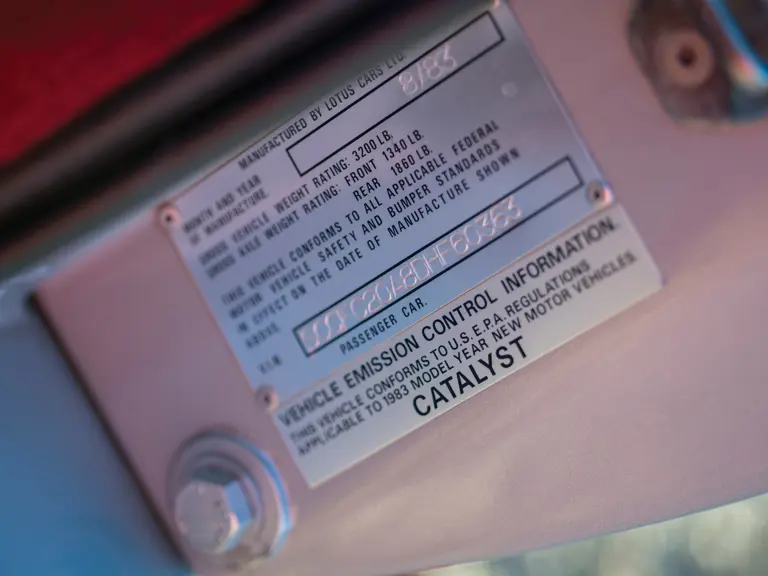 MANUFACTURED BY LOTUS CARS LTD.
MONTH AND YEAR
OF MANUFACTURE
8/83
GROSS VEHICLE WEIGHT RATING: 3200 LB.
GROSS AXLE WEIGHT RATING: FRONT 1340 LB.
REAR 1860 LB.
THIS VEHICLE CONFORMS TO ALL APPLICABLE FEDERAL
MOTOR VEHICLE SAFETY AND BUMPER STANDARDS
IN EFFECT ON THE DATE OF MANUFACTURE SHOWN
ABOVE.
V.I.N. SCCFC20A8DHF60363
PASSENGER CAR.
VEHICLE EMISSION CONTROL INFORMATION.
THIS VEHICLE CONFORMS TO U.S. E.P.A. REGULATIONS
APPLICABLE TO 1983 MODEL YEAR NEW MOTOR VEHICLES.
CATALYST